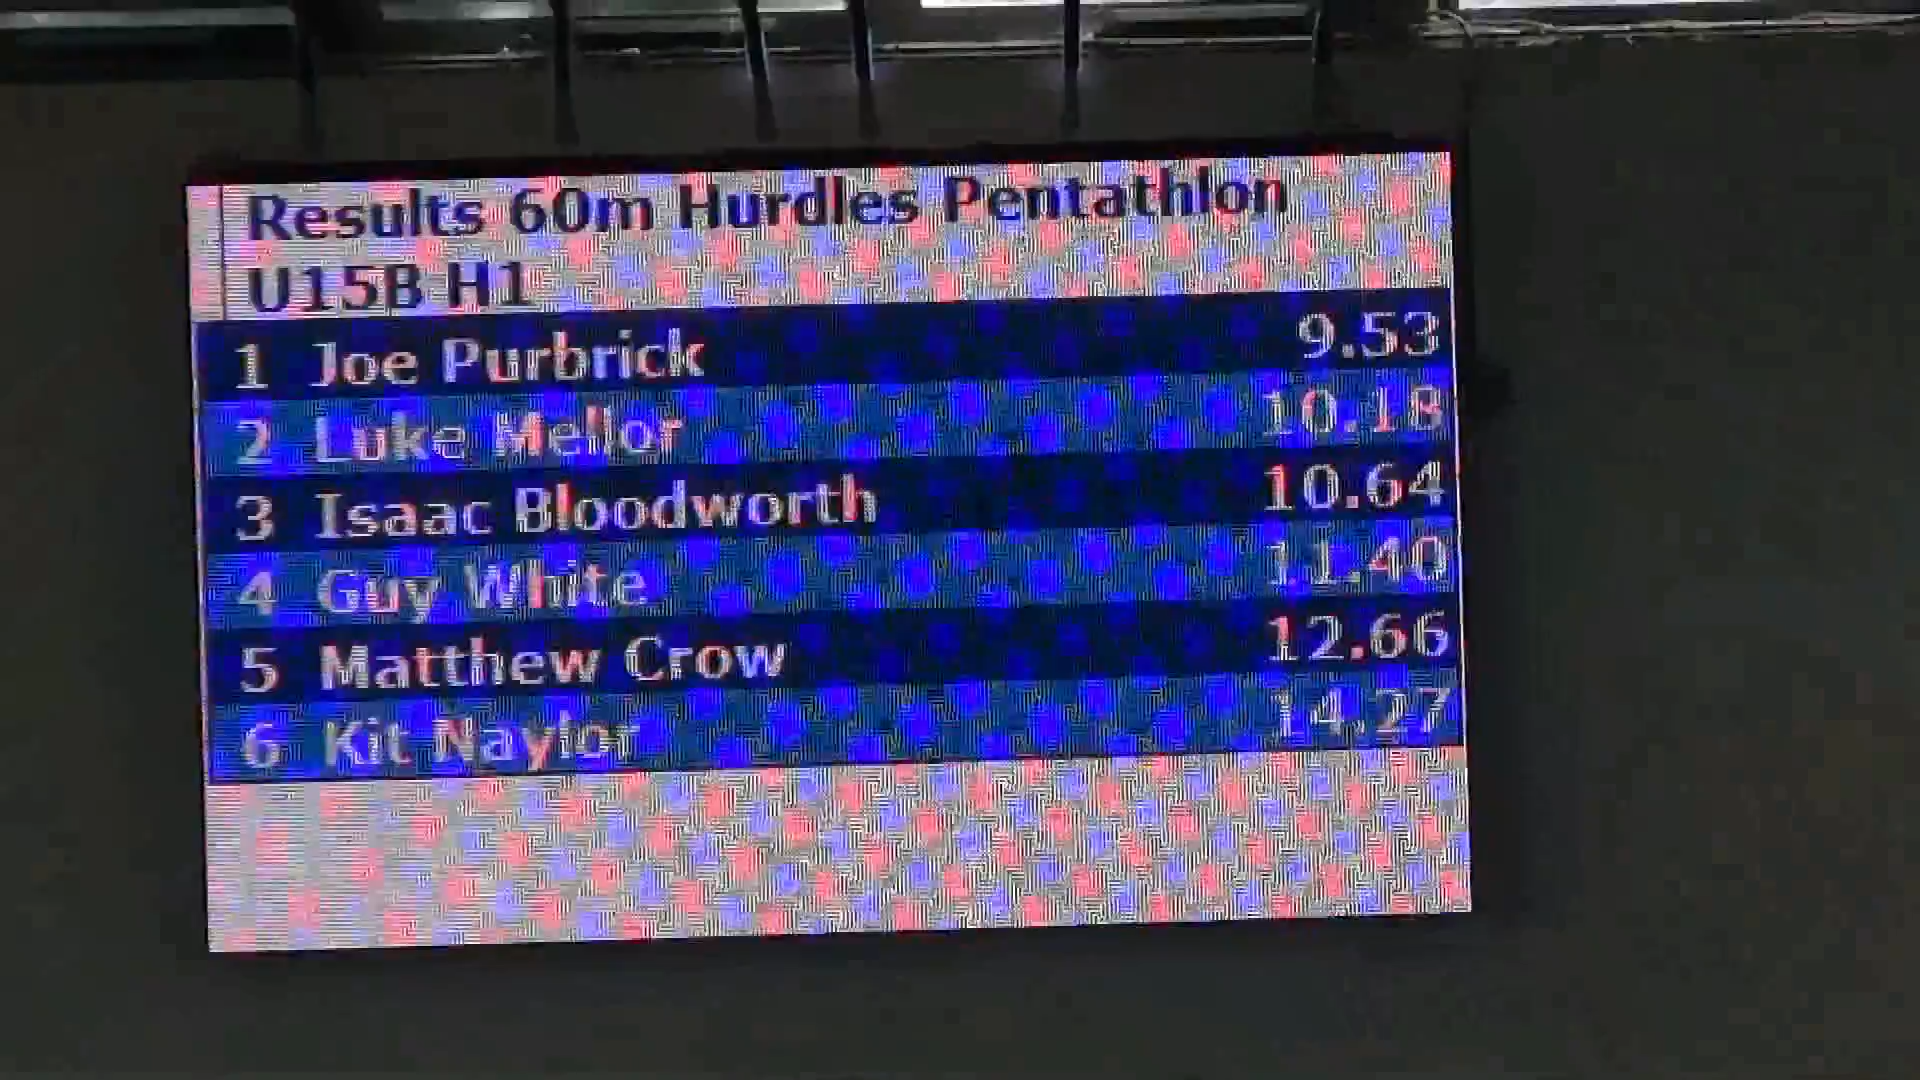 Results 60m Hurdles Pentathlon
U15B H1
1 Joe Purbrick 9.53
2 Luke Mellor 10.18
3 Isaac Bloodworth 10.64
4 Guy White 11.40
5 Matthew Crow 12.66
6 Kit Naylor 14.27